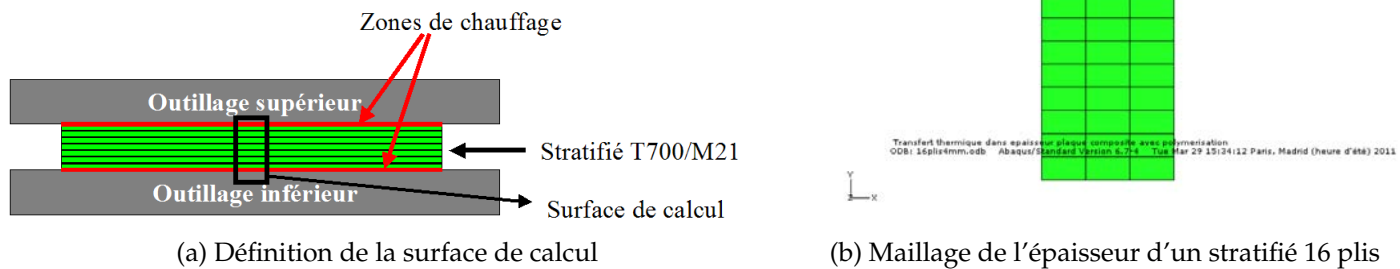 Zones de chauffage
Outillage supérieur
Stratifié T700/M21
Outillage inférieur
Surface de calcul
(a) Définition de la surface de calcul
Transfert thermique dans epaisseur plaque composite avec polymerisation
ODB: 16plis4mm.odb Abaqus/Standard Version 6.7-4 Tue Mar 29 15:34:12 Paris, Madrid (heure d'été) 2011
Y
Z X
(b) Maillage de l'épaisseur d'un stratifié 16 plis